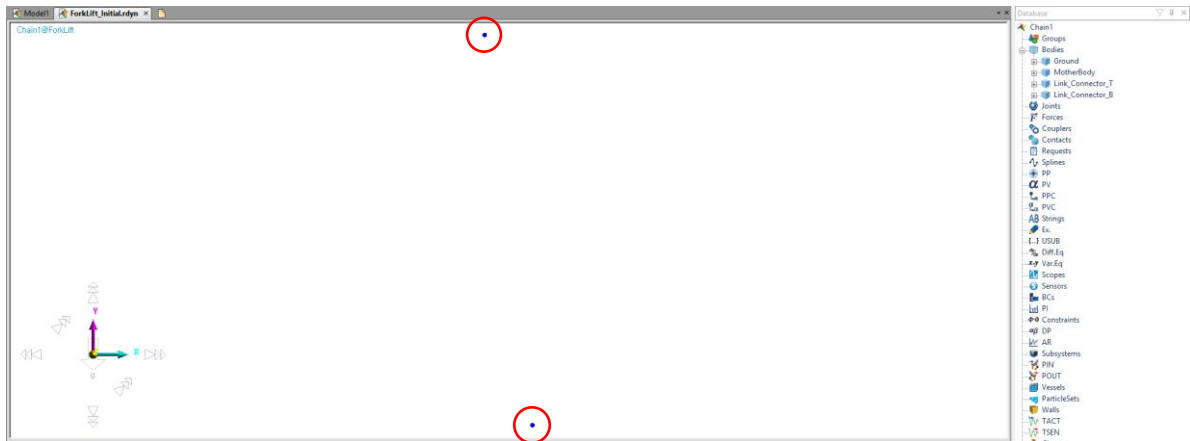 Model1 ForkLift_Initial.rdyn
Chain1@ForkLift
Y
X
g
Database
Chain1
Groups
Bodies
Ground
MotherBody
Link_Connector_T
Link_Connector_B
Joints
Forces
Couplers
Contacts
Requests
Splines
PP
PV
PPC
PVC
AB Strings
Ex.
USUB
Diff.Eq
Var.Eq
Scopes
Sensors
BCs
PI
Constraints
DP
AR
Subsystems
PIN
POUT
Vessels
ParticleSets
Walls
TACT
TSEN